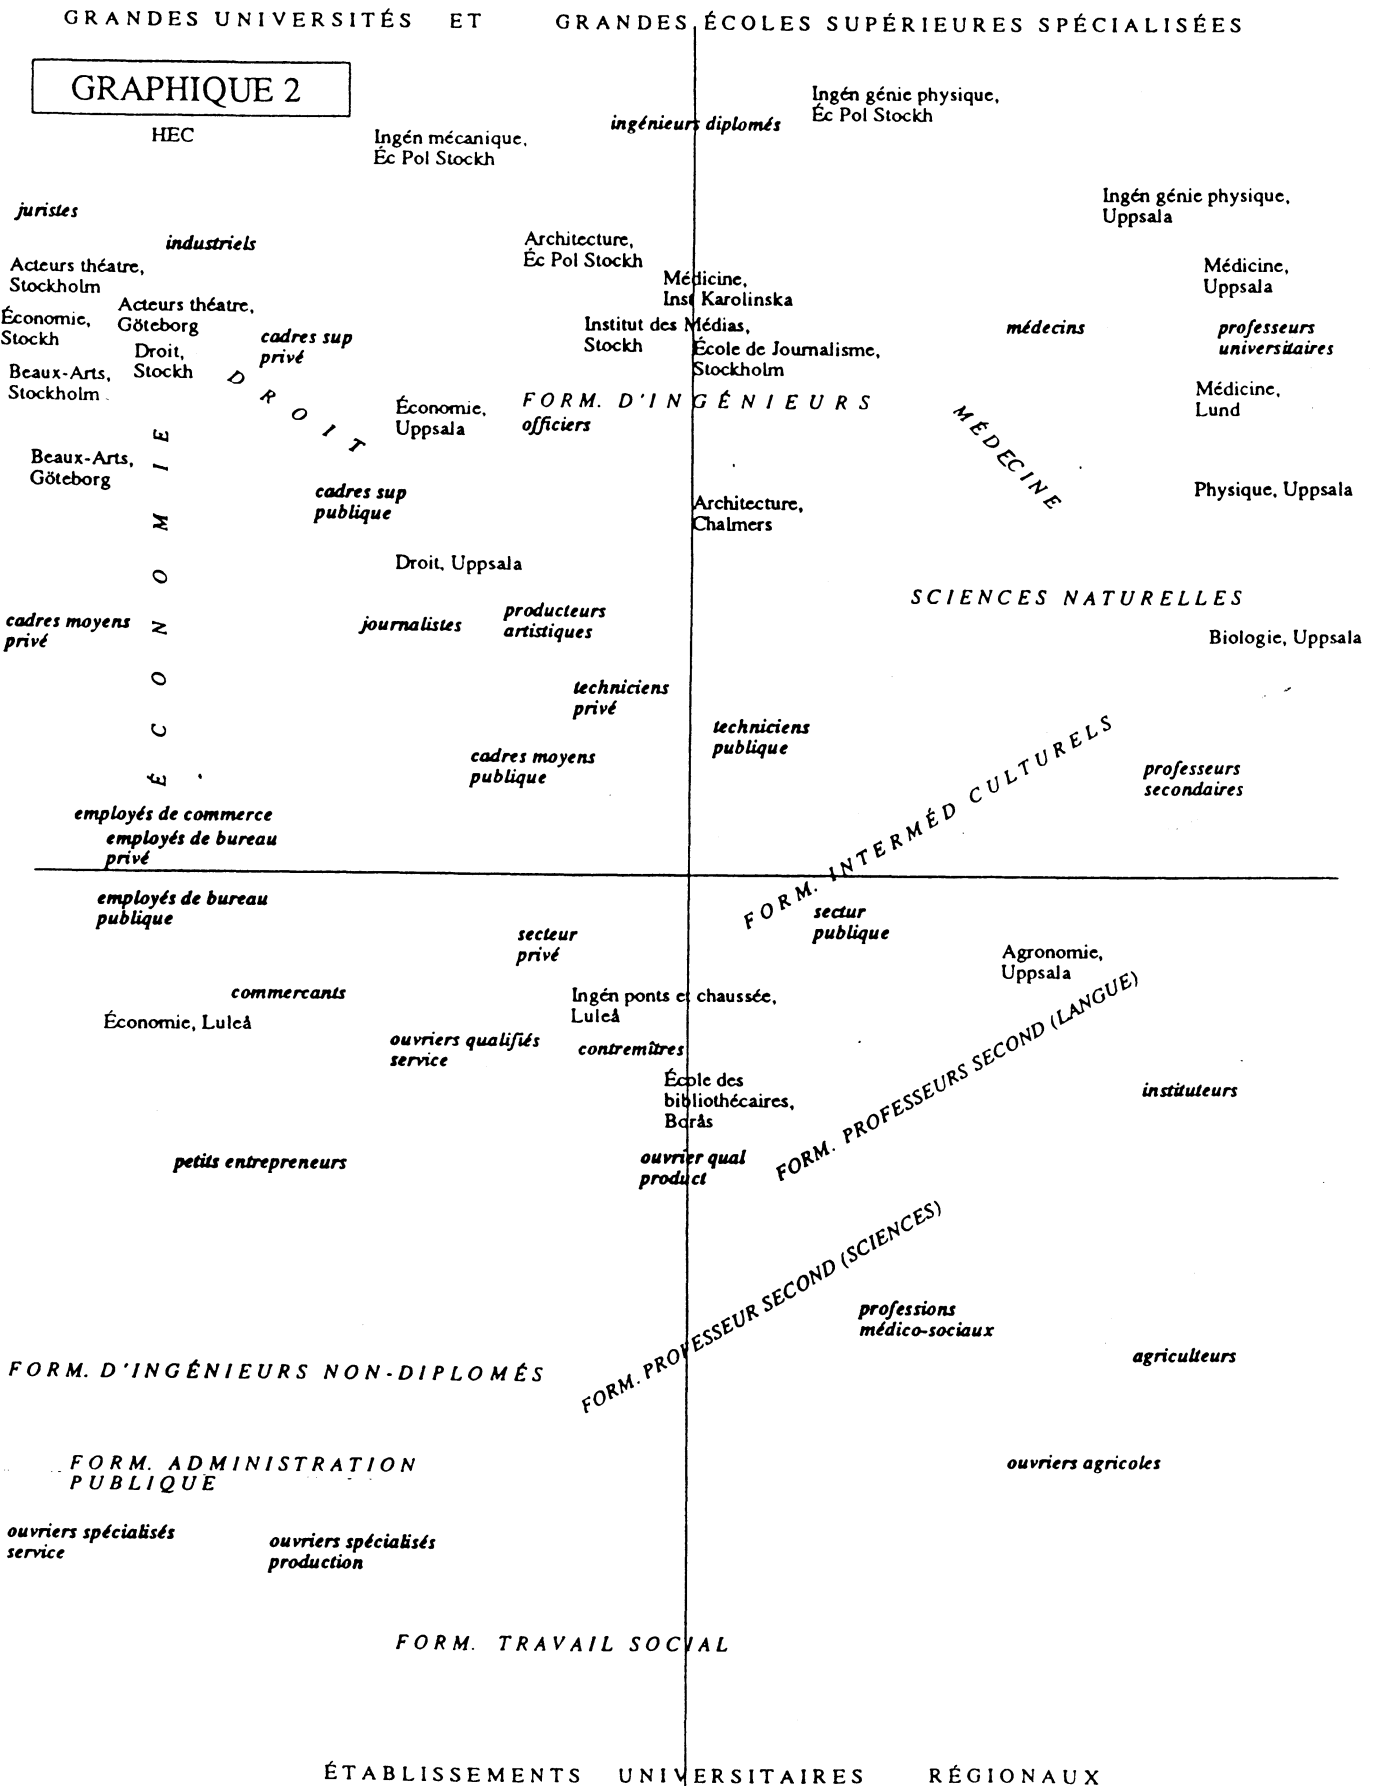 GRANDES UNIVERSITÉS ET GRANDES ÉCOLES SUPÉRIEURES SPÉCIALISÉES
GRAPHIQUE 2
HEC
Ingén mécanique,
Éc Pol Stockh
ingénieurs diplomés
Ingén génie physique,
Éc Pol Stockh
juristes
industriels
Ingén génie physique,
Uppsala
Architecture,
Éc Pol Stockh
Acteurs théatre,
Stockholm
Médicine,
Inst Karolinska
Médicine,
Uppsala
Acteurs théatre,
Göteborg
Économie,
Stockh
cadres sup
privé
Institut des Médias,
Stockh
médecins
professeurs
universitaires
Droit,
Stockh
École de Journalisme,
Stockholm
Beaux-Arts,
Stockholm
DROIT
Économie,
Uppsala
FORM. D'INGÉNIEURS
officiers
MÉDECINE
Médicine,
Lund
ÉCONOMIE
Beaux-Arts,
Göteborg
cadres sup
publique
Architecture,
Chalmers
Physique, Uppsala
Droit, Uppsala
SCIENCES NATURELLES
cadres moyens
privé
journalistes
producteurs
artistiques
Biologie, Uppsala
techniciens
privé
techniciens
publique
cadres moyens
publique
FORM. INTERMÉD CULTURELS
professeurs
secondaires
employés de commerce
employés de bureau
privé
employés de bureau
publique
secteur
privé
sectur
publique
Agronomie,
Uppsala
commercants
Économie, Luleå
Ingén ponts et chaussée,
Luleå
FORM. PROFESSEURS SECOND (LANGUE)
ouvriers qualifiés
service
contremîtres
École des
bibliothécaires,
Borås
instituteurs
petits entrepreneurs
ouvrier qual
product
FORM. PROFESSEUR SECOND (SCIENCES)
professions
médico-sociaux
agriculteurs
FORM. D'INGÉNIEURS NON-DIPLOMÉS
FORM. ADMINISTRATION
PUBLIQUE
ouvriers agricoles
ouvriers spécialisés
service
ouvriers spécialisés
production
FORM. TRAVAIL SOCIAL
ÉTABLISSEMENTS UNIVERSITAIRES RÉGIONAUX